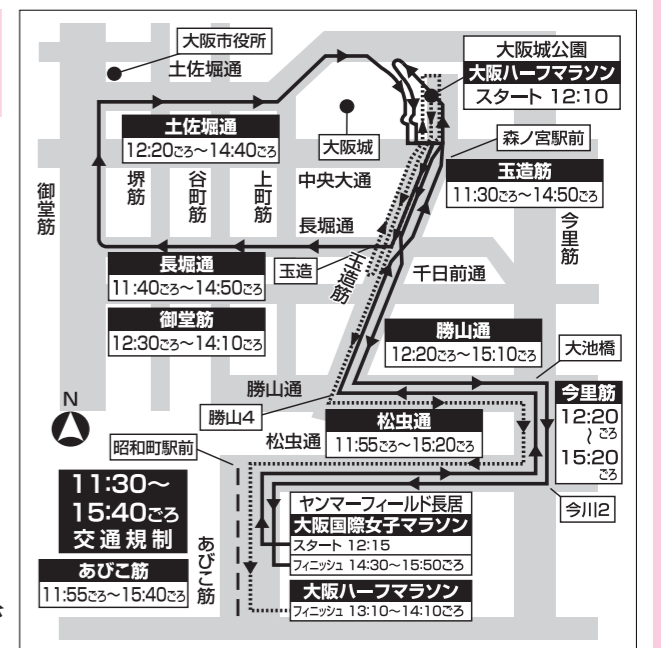 大阪市役所
土佐堀通
大阪城公園
大阪ハーフマラソン
スタート 12:10
土佐堀通
12:20ごろ～14:40ごろ
大阪城
森ノ宮駅前
玉造筋
11:30ごろ～14:50ごろ
御堂筋
堺筋
谷町筋
上町筋
中央大通
今里筋
長堀通
長堀通
11:40ごろ～14:50ごろ
玉造
玉造筋
千日前通
御堂筋
12:30ごろ～14:10ごろ
勝山通
12:20ごろ～15:10ごろ
大池橋
N
勝山通
勝山4
今里筋
12:20
～ごろ
15:20
ごろ
松虫通
松虫通
11:55ごろ～15:20ごろ
昭和町駅前
11:30～
15:40ごろ
交通規制
今川2
ヤンマーフィールド長居
大阪国際女子マラソン
スタート 12:15
フィニッシュ 14:30～15:50ごろ
あびこ筋
あびこ筋
11:55ごろ～15:40ごろ
大阪ハーフマラソン
フィニッシュ 13:10～14:10ごろ